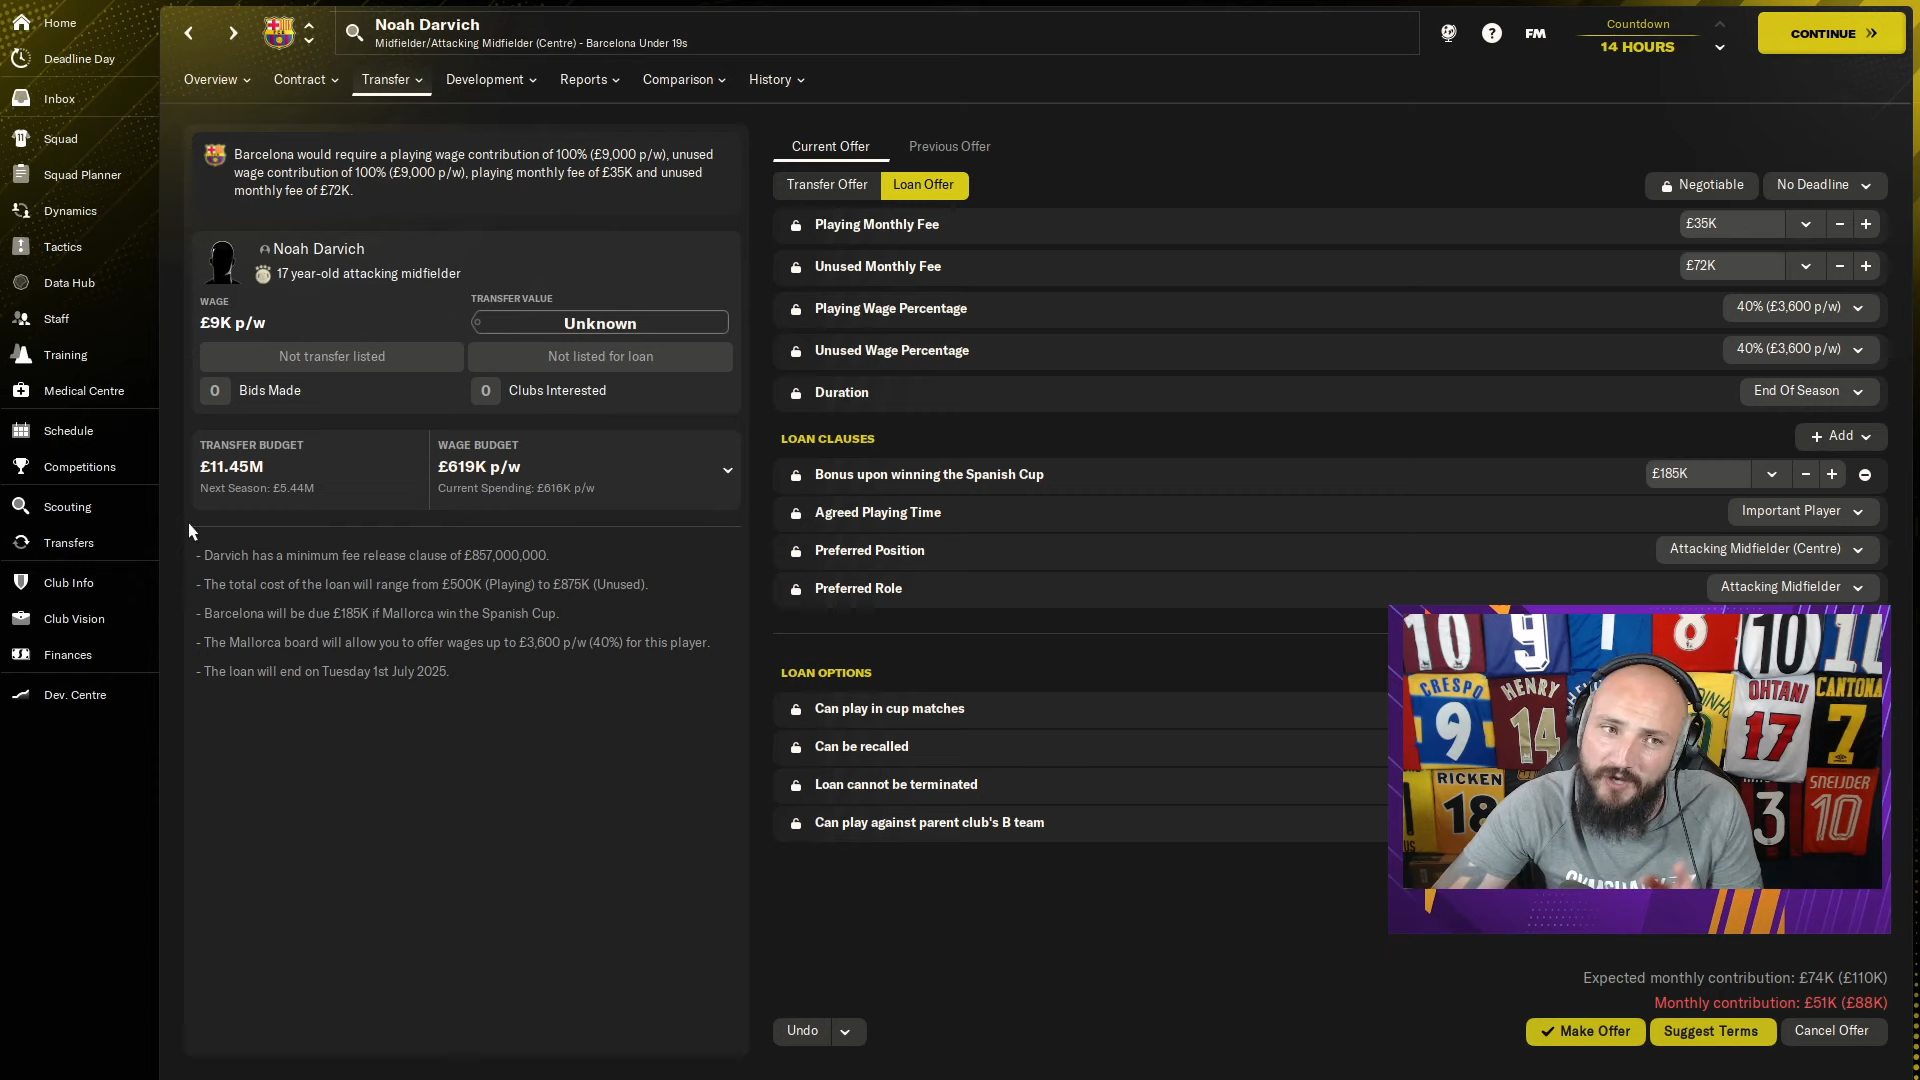 Home
Deadline Day
Inbox
Squad
Squad Planner
Dynamics
Tactics
Data Hub
Staff
Training
Medical Centre
Schedule
Competitions
Scouting
Transfers
Club Info
Club Vision
Finances
Dev. Centre
Noah Darvich
Midfielder/Attacking Midfielder (Centre) - Barcelona Under 19s
?
FM
Countdown
14 HOURS
CONTINUE
Overview
Contract
Transfer
Development
Reports
Comparison
History
Barcelona would require a playing wage contribution of 100% (£9,000 p/w), unused
wage contribution of 100% (£9,000 p/w), playing monthly fee of £35K and unused
monthly fee of £72K.
Noah Darvich
17 year-old attacking midfielder
WAGE
£9K p/w
TRANSFER VALUE
Unknown
Not transfer listed
Not listed for loan
0 Bids Made
0 Clubs Interested
TRANSFER BUDGET
£11.45M
Next Season: £5.44M
WAGE BUDGET
£619K p/w
Current Spending: £616K p/w
- Darvich has a minimum fee release clause of £857,000,000.
- The total cost of the loan will range from £500K (Playing) to £875K (Unused).
- Barcelona will be due £185K if Mallorca win the Spanish Cup.
- The Mallorca board will allow you to offer wages up to £3,600 p/w (40%) for this player.
- The loan will end on Tuesday 1st July 2025.
Current Offer
Previous Offer
Transfer Offer
Loan Offer
Negotiable
No Deadline
Playing Monthly Fee
£35K
Unused Monthly Fee
£72K
Playing Wage Percentage
40% (£3,600 p/w)
Unused Wage Percentage
40% (£3,600 p/w)
Duration
End Of Season
LOAN CLAUSES
Add
Bonus upon winning the Spanish Cup
£185K
Agreed Playing Time
Important Player
Preferred Position
Attacking Midfielder (Centre)
Preferred Role
Attacking Midfielder
LOAN OPTIONS
Can play in cup matches
Can be recalled
Loan cannot be terminated
Can play against parent club's B team
10
9
8
10
CRESPO
9
HENRY
14
OHTANI
17
CANTONA
7
RICKEN
18
3
SNEIJDER
10
Expected monthly contribution: £74K (£110K)
Monthly contribution: £51K (£88K)
Undo
Make Offer
Suggest Terms
Cancel Offer